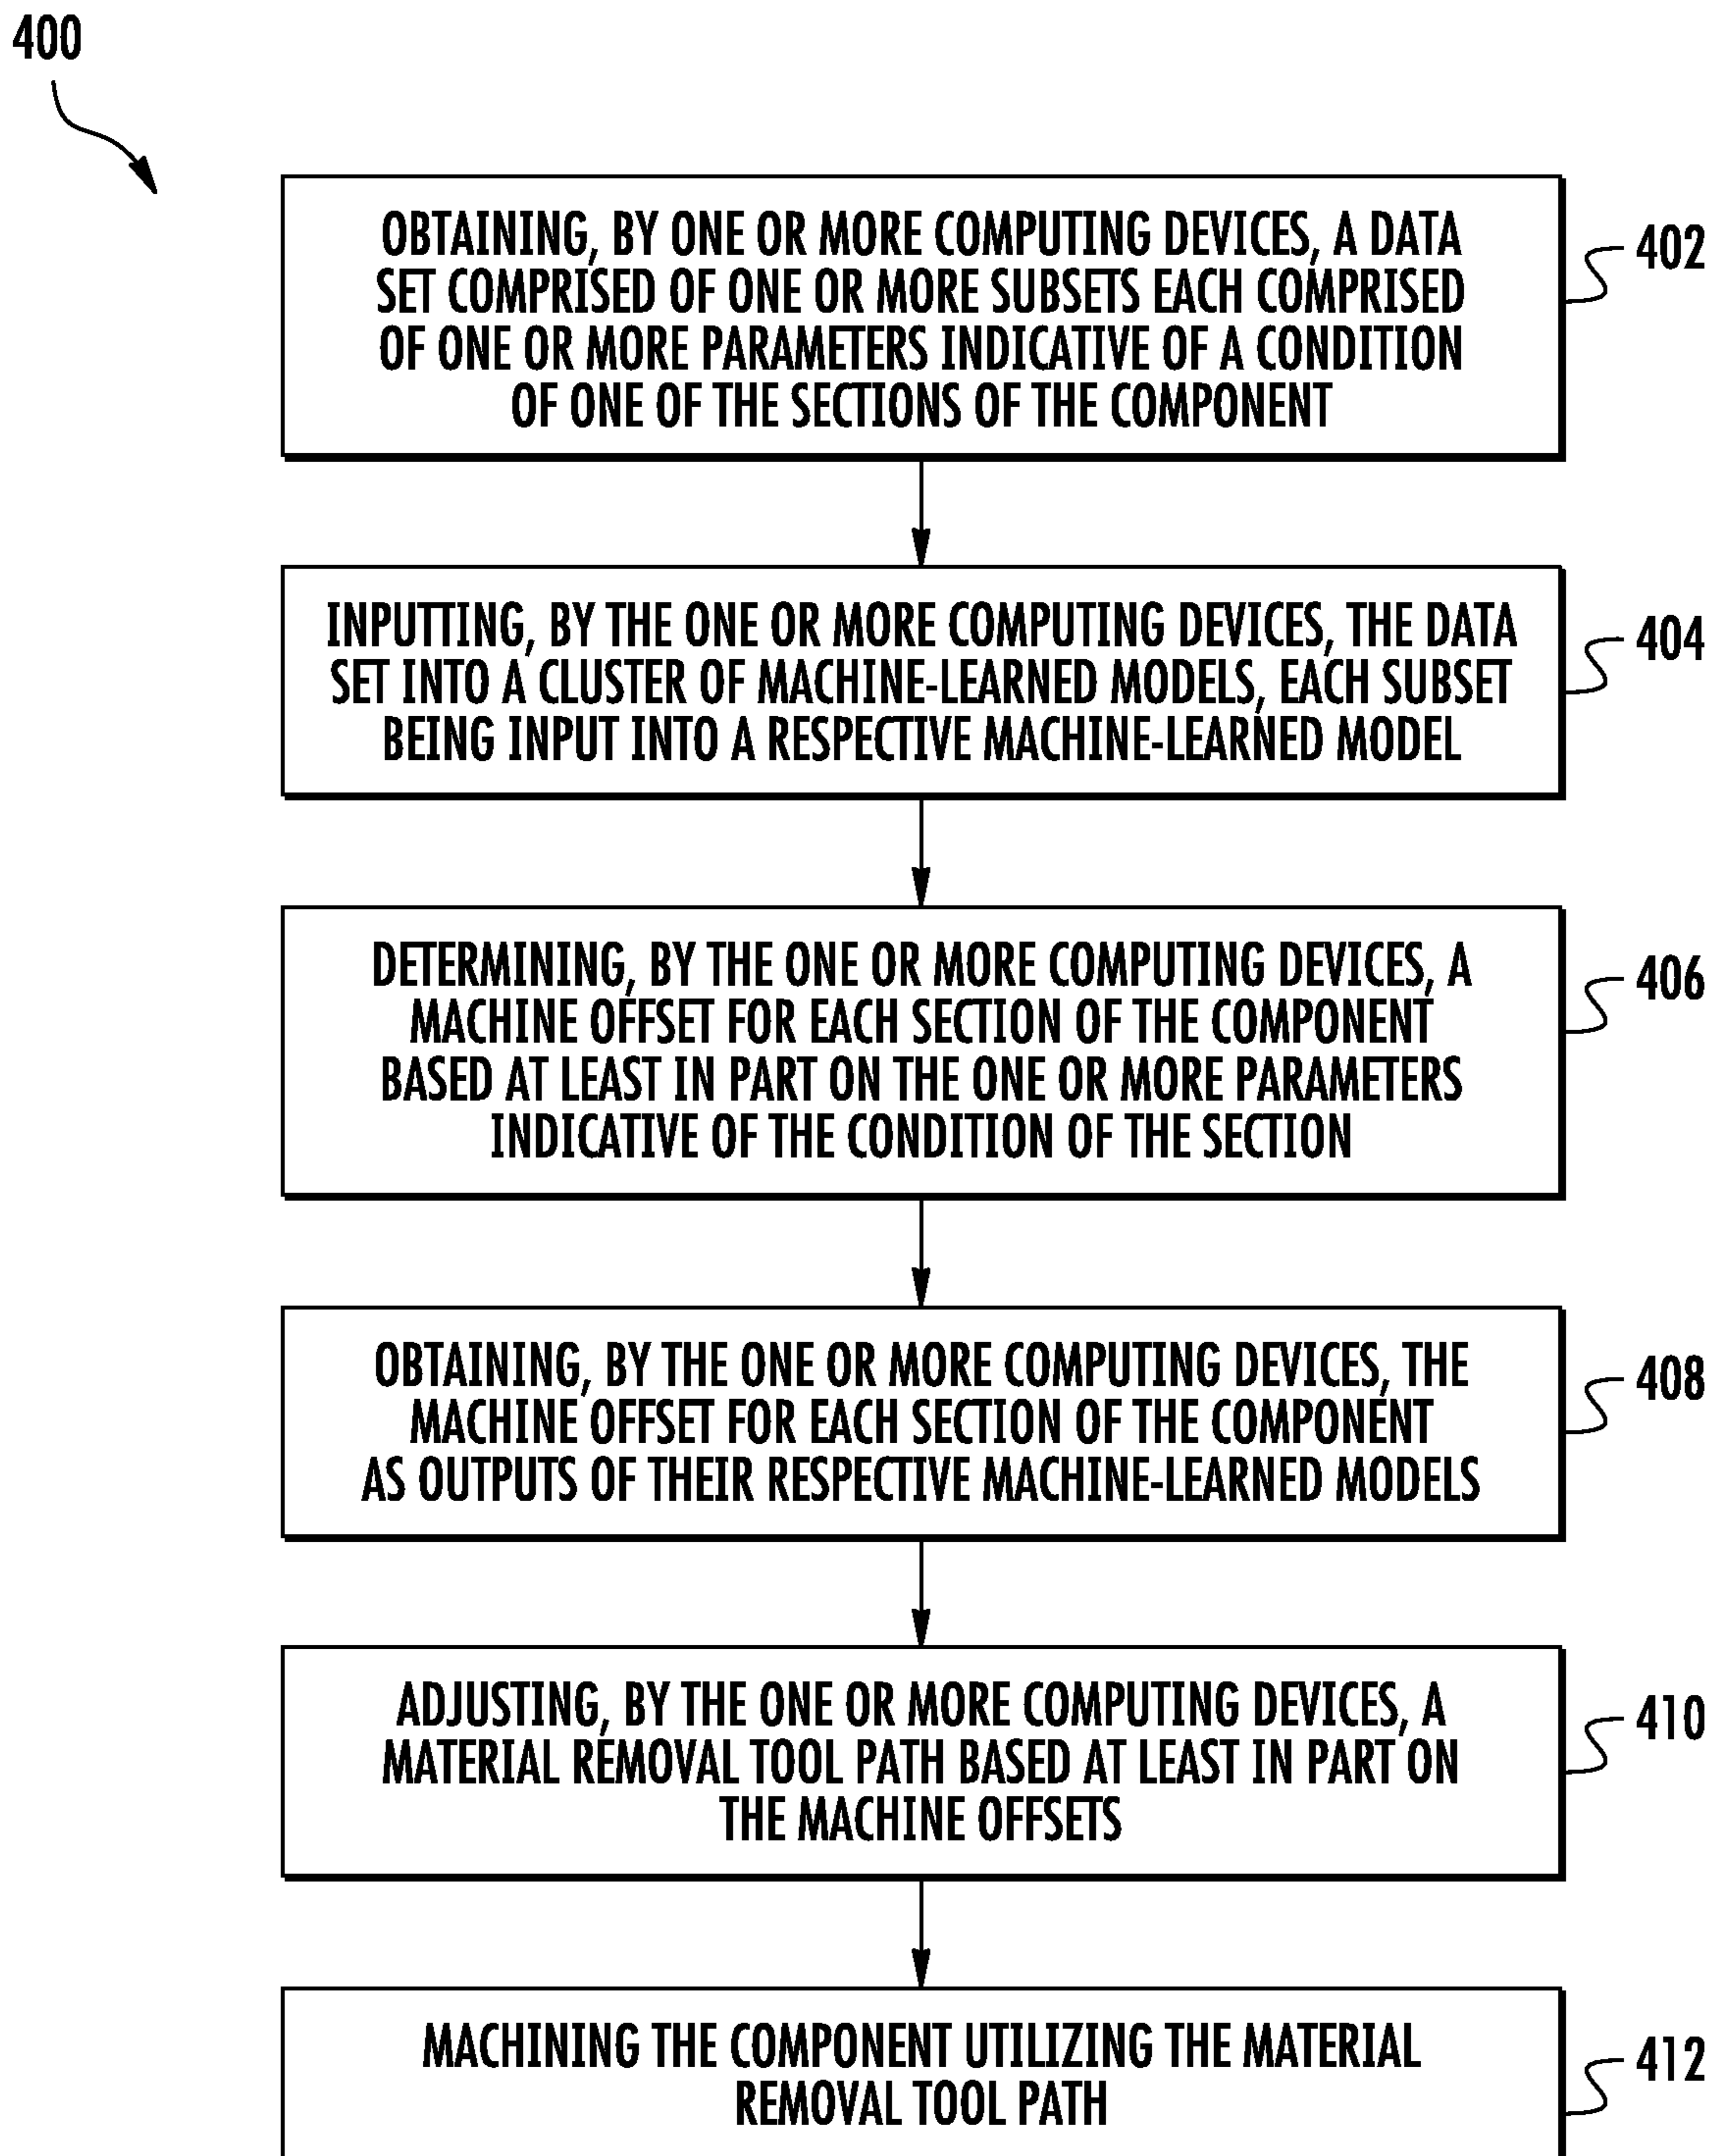 400
OBTAINING, BY ONE OR MORE COMPUTING DEVICES, A DATA
SET COMPRISED OF ONE OR MORE SUBSETS EACH COMPRISED
OF ONE OR MORE PARAMETERS INDICATIVE OF A CONDITION
OF ONE OF THE SECTIONS OF THE COMPONENT
402
INPUTTING, BY THE ONE OR MORE COMPUTING DEVICES, THE DATA
SET INTO A CLUSTER OF MACHINE-LEARNED MODELS, EACH SUBSET
BEING INPUT INTO A RESPECTIVE MACHINE-LEARNED MODEL
404
DETERMINING, BY THE ONE OR MORE COMPUTING DEVICES, A
MACHINE OFFSET FOR EACH SECTION OF THE COMPONENT
BASED AT LEAST IN PART ON THE ONE OR MORE PARAMETERS
INDICATIVE OF THE CONDITION OF THE SECTION
406
OBTAINING, BY THE ONE OR MORE COMPUTING DEVICES, THE
MACHINE OFFSET FOR EACH SECTION OF THE COMPONENT
AS OUTPUTS OF THEIR RESPECTIVE MACHINE-LEARNED MODELS
408
ADJUSTING, BY THE ONE OR MORE COMPUTING DEVICES, A
MATERIAL REMOVAL TOOL PATH BASED AT LEAST IN PART ON
THE MACHINE OFFSETS
410
MACHINING THE COMPONENT UTILIZING THE MATERIAL
REMOVAL TOOL PATH
412